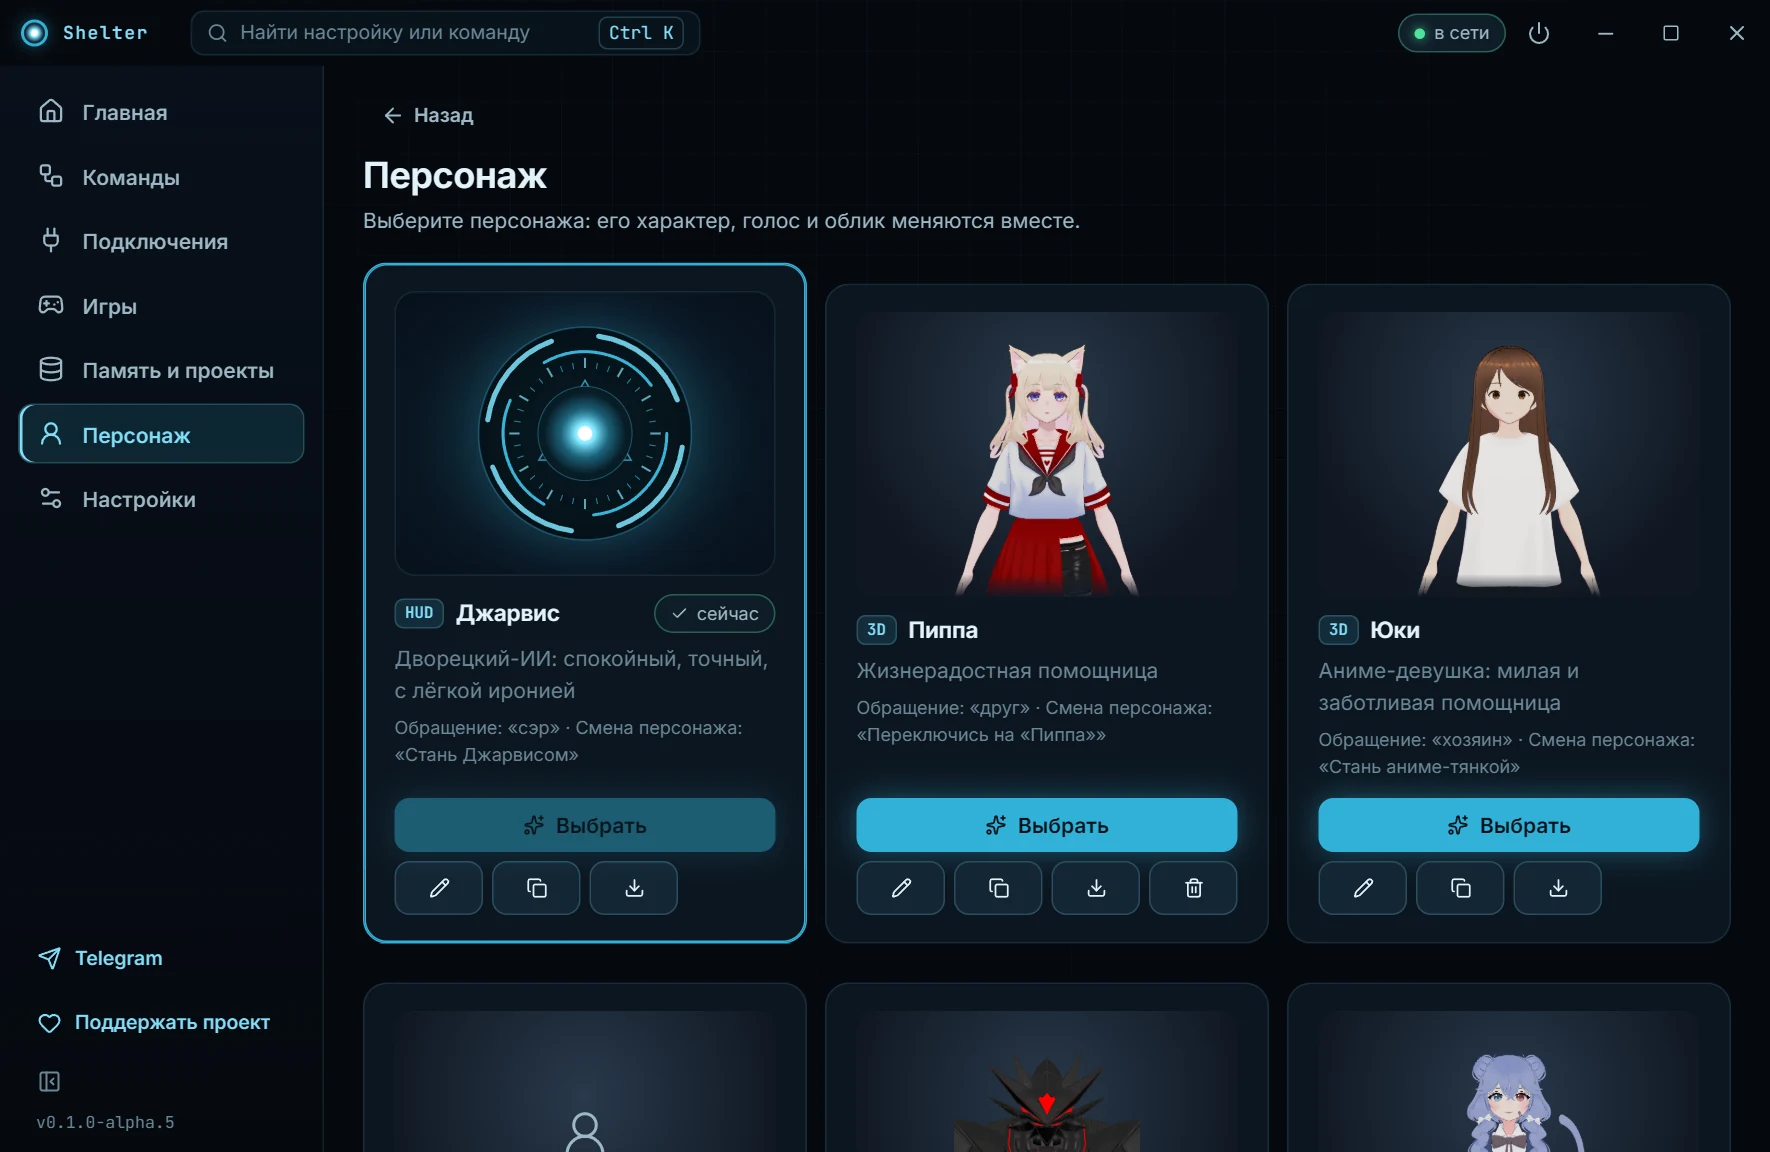 Shelter
Найти настройку или команду
Ctrl K
в сети
Главная
Команды
Подключения
Игры
Память и проекты
Персонаж
Настройки
Telegram
Поддержать проект
v0.1.0-alpha.5
Назад
Персонаж
Выберите персонажа: его характер, голос и облик меняются вместе.
HUD Джарвис
сейчас
Дворецкий-ИИ: спокойный, точный,
с лёгкой иронией
Обращение: «сэр» · Смена персонажа:
«Стань Джарвисом»
Выбрать
3D Пиппа
Жизнерадостная помощница
Обращение: «друг» · Смена персонажа:
«Переключись на «Пиппа»»
Выбрать
3D Юки
Аниме-девушка: милая и
заботливая помощница
Обращение: «хозяин» · Смена персонажа:
«Стань аниме-тянкой»
Выбрать